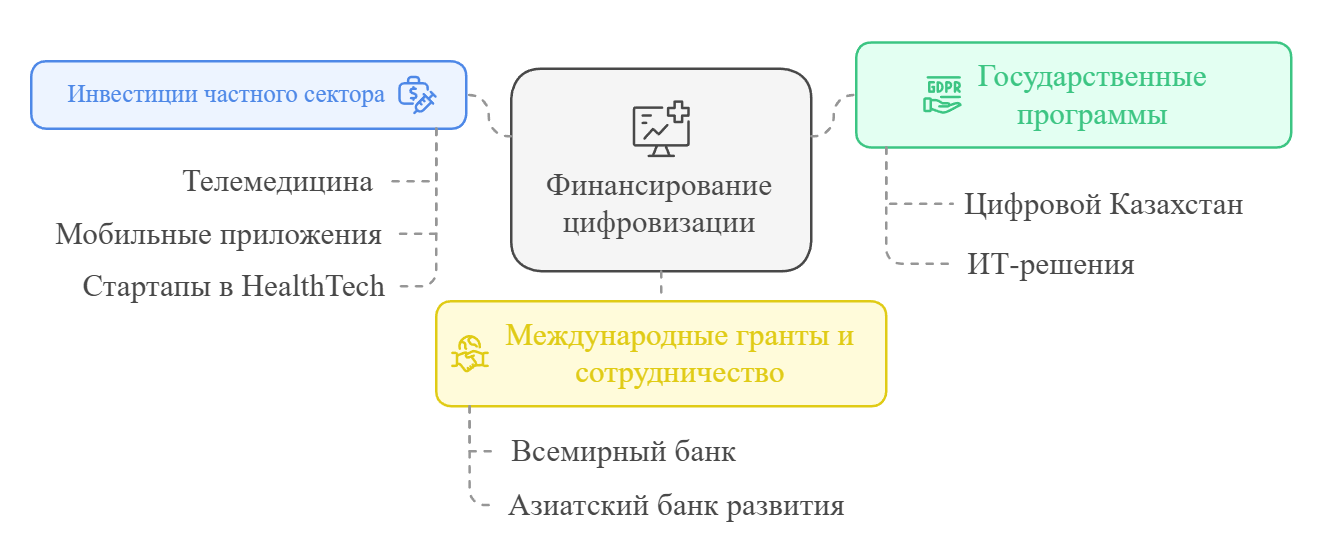 Инвестиции частного сектора
Телемедицина
Мобильные приложения
Стартапы в HealthTech
Финансирование
цифровизации
GDPR
Государственные
программы
Цифровой Казахстан
ИТ-решения
Международные гранты и
сотрудничество
Всемирный банк
Азиатский банк развития